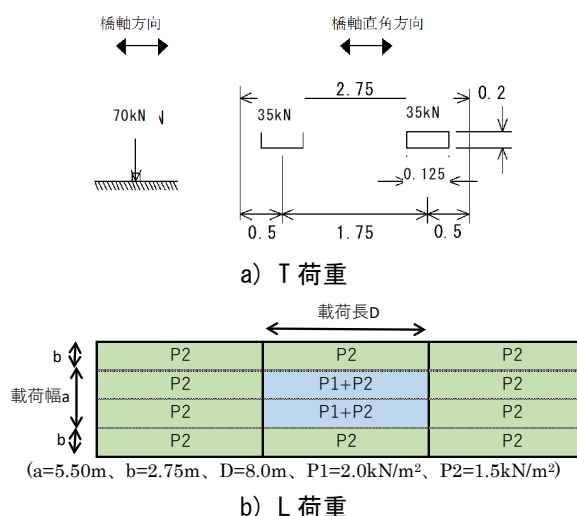 橋軸方向 橋軸直角方向
2.75
0.2
70kN 35kN 35kN
0.125
0.5 1.75 0.5
a) T 荷重
載荷長D
b P2 P2 P2
載荷幅a P2 P1+P2 P2
P2 P1+P2 P2
b P2 P2 P2
(a=5.50m、b=2.75m、D=8.0m、P1=2.0kN/m²、P2=1.5kN/m²)
b) L 荷重